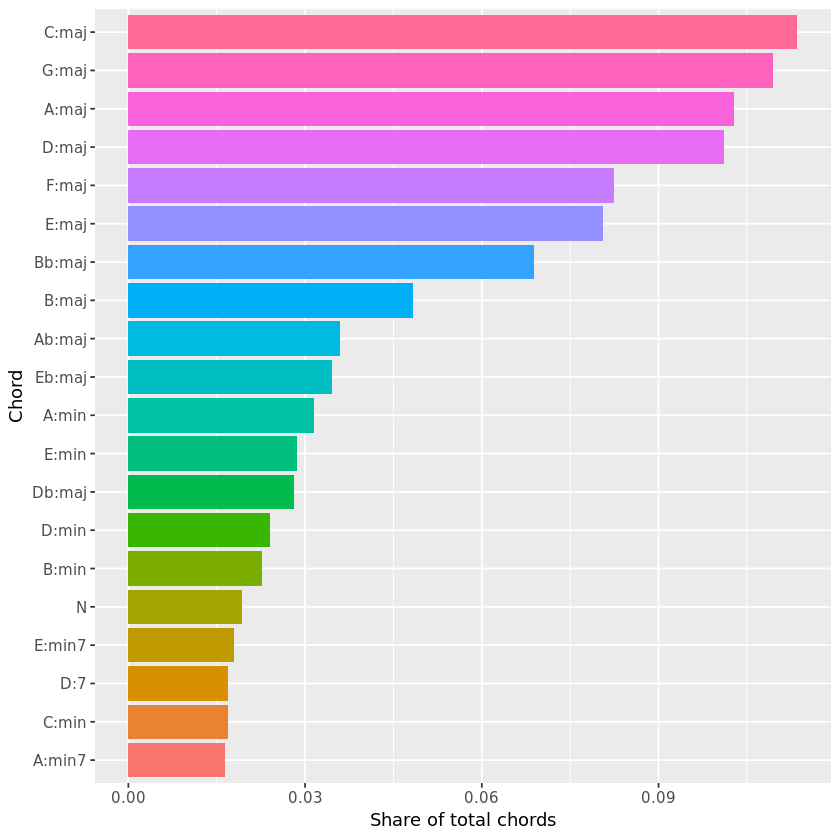 C:maj
G:maj
A:maj
D:maj
F:maj
E:maj
Bb:maj
B:maj
Ab:maj
Eb:maj
A:min
E:min
Db:maj
D:min
B:min
N
E:min7
D:7
C:min
A:min7
Chord
0.00 0.03 0.06 0.09
Share of total chords